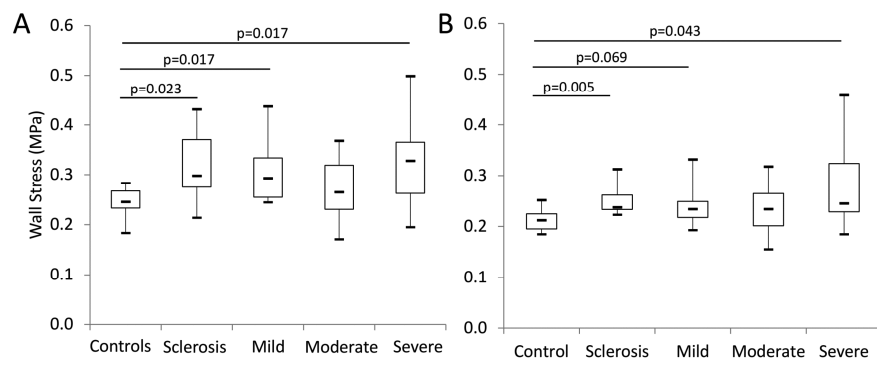 A
B
Wall Stress (MPa)
0.6
0.5
0.4
0.3
0.2
0.1
0.0
p=0.017
p=0.017
p=0.023
Controls Sclerosis Mild Moderate Severe
0.6
0.5
0.4
0.3
0.2
0.1
0.0
p=0.043
p=0.069
p=0.005
Control Sclerosis Mild Moderate Severe